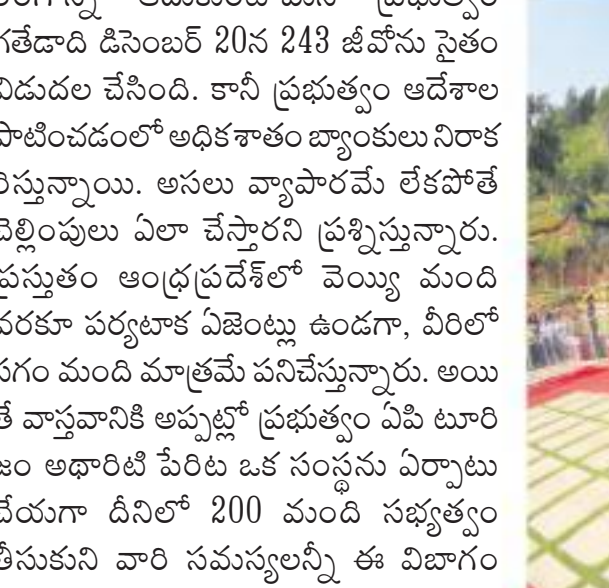 గతేడాది డిసెంబర్ 20న 243 జీవోను సైతం
విడుదల చేసింది. కానీ ప్రభుత్వం ఆదేశాల
పాటించడంలో అధికశాతం బ్యాంకులు నిరాక
రిస్తున్నాయి. అసలు వ్యాపారమే లేకపోతే
చెల్లింపులు ఏలా చేస్తారని ప్రశ్నిస్తున్నారు.
ప్రస్తుతం ఆంధ్రప్రదేశ్‌లో వెయ్యి మంది
వరకూ పర్యటాక ఏజెంట్లు ఉండగా, వీరిలో
సగం మంది మాత్రమే పనిచేస్తున్నారు. అయి
తే వాస్తవానికి అప్పట్లో ప్రభుత్వం ఏపి టూరి
జం అథారిటి పేరిట ఒక సంస్థను ఏర్పాటు
చేయగా దీనిలో 200 మంది సభ్యత్వం
తీసుకుని వారి సమస్యలన్నీ ఈ విబాగం